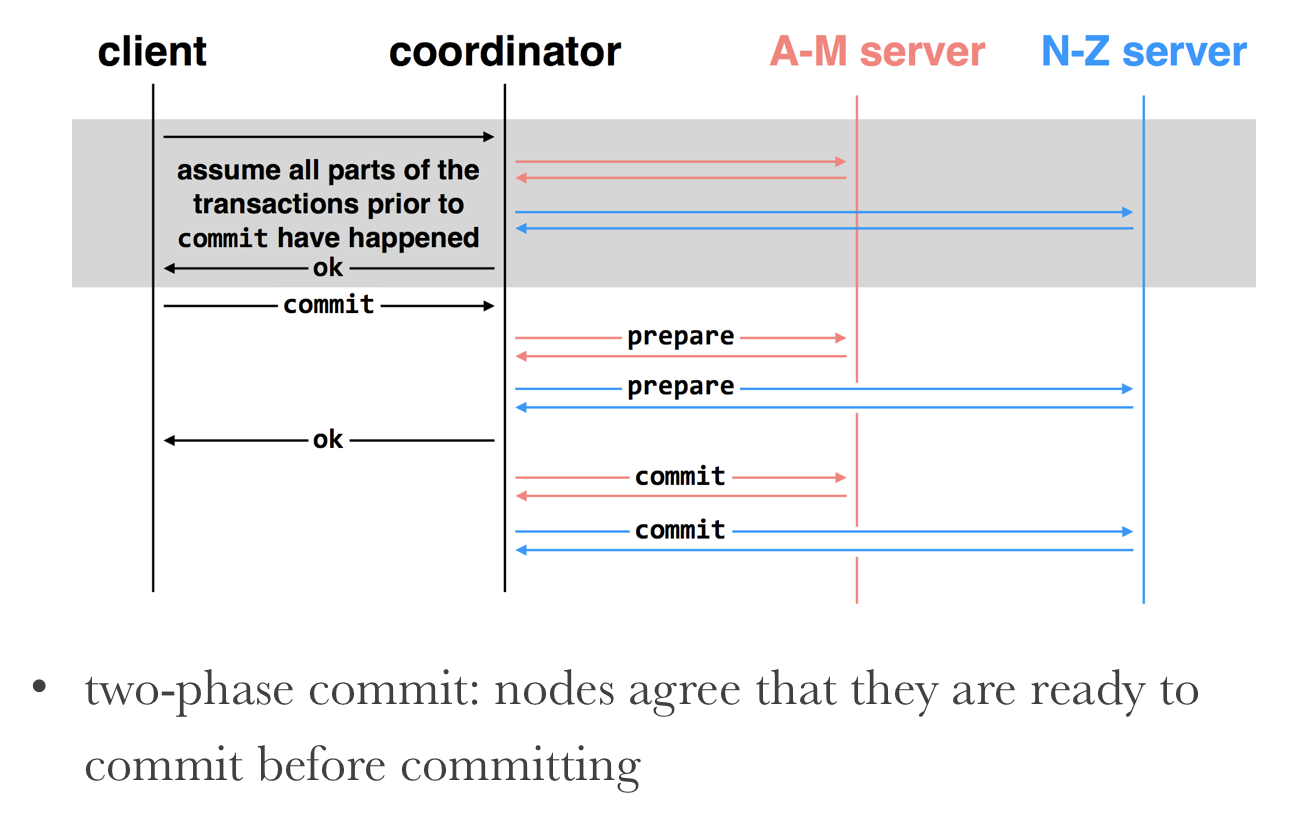 client coordinator A-M server N-Z server
assume all parts of the
transactions prior to
commit have happened
ok
commit
prepare
prepare
ok
commit
commit
• two-phase commit: nodes agree that they are ready to
commit before committing